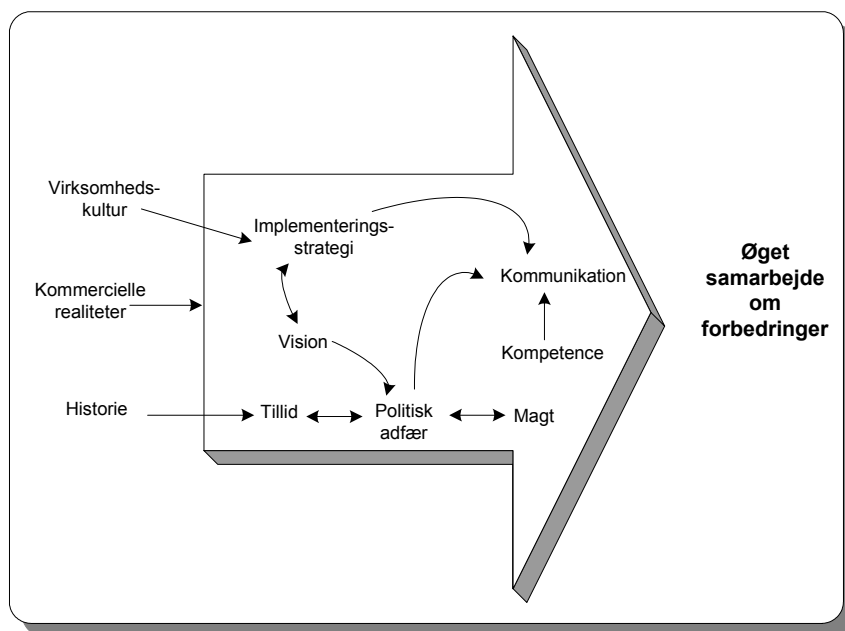 Virksomheds-
kultur
Implementerings-
strategi
Kommercielle
realiteter
Kommunikation
Vision
Kompetence
Historie
Tillid
Politisk
adfær
Magt
Øget
samarbejde
om
forbedringer